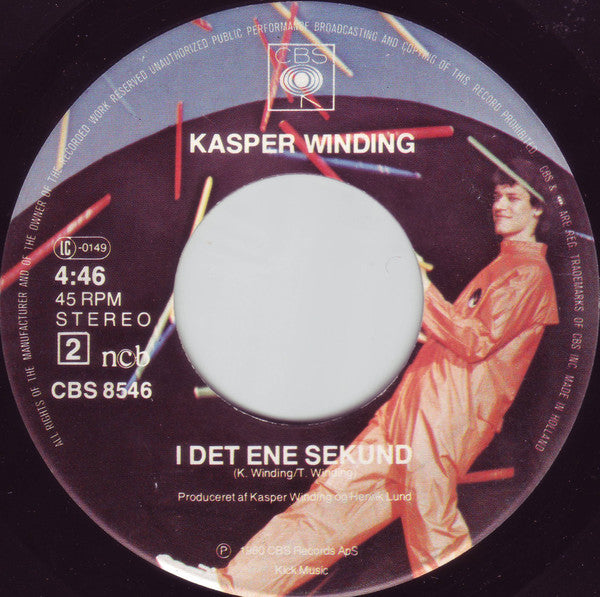 ALL RIGHTS OF THE MANUFACTURER AND OF THE OWNER OF THE RECORDED WORK RESERVED UNAUTHORIZED PUBLIC PERFORMANCE BROADCASTING AND COPYING OF THIS RECORD PROHIBITED CBS & ARE REG. TRADEMARKS OF CBS INC MADE IN HOLLAND
CBS
KASPER WINDING
LC -0149
4:46
45 RPM
STEREO
2 ncb
CBS 8546
I DET ENE SEKUND
(K. Winding/T. Winding)
Produceret af Kasper Winding og Henrik Lund
Ⓟ 1980 CBS Records ApS
Kick Music